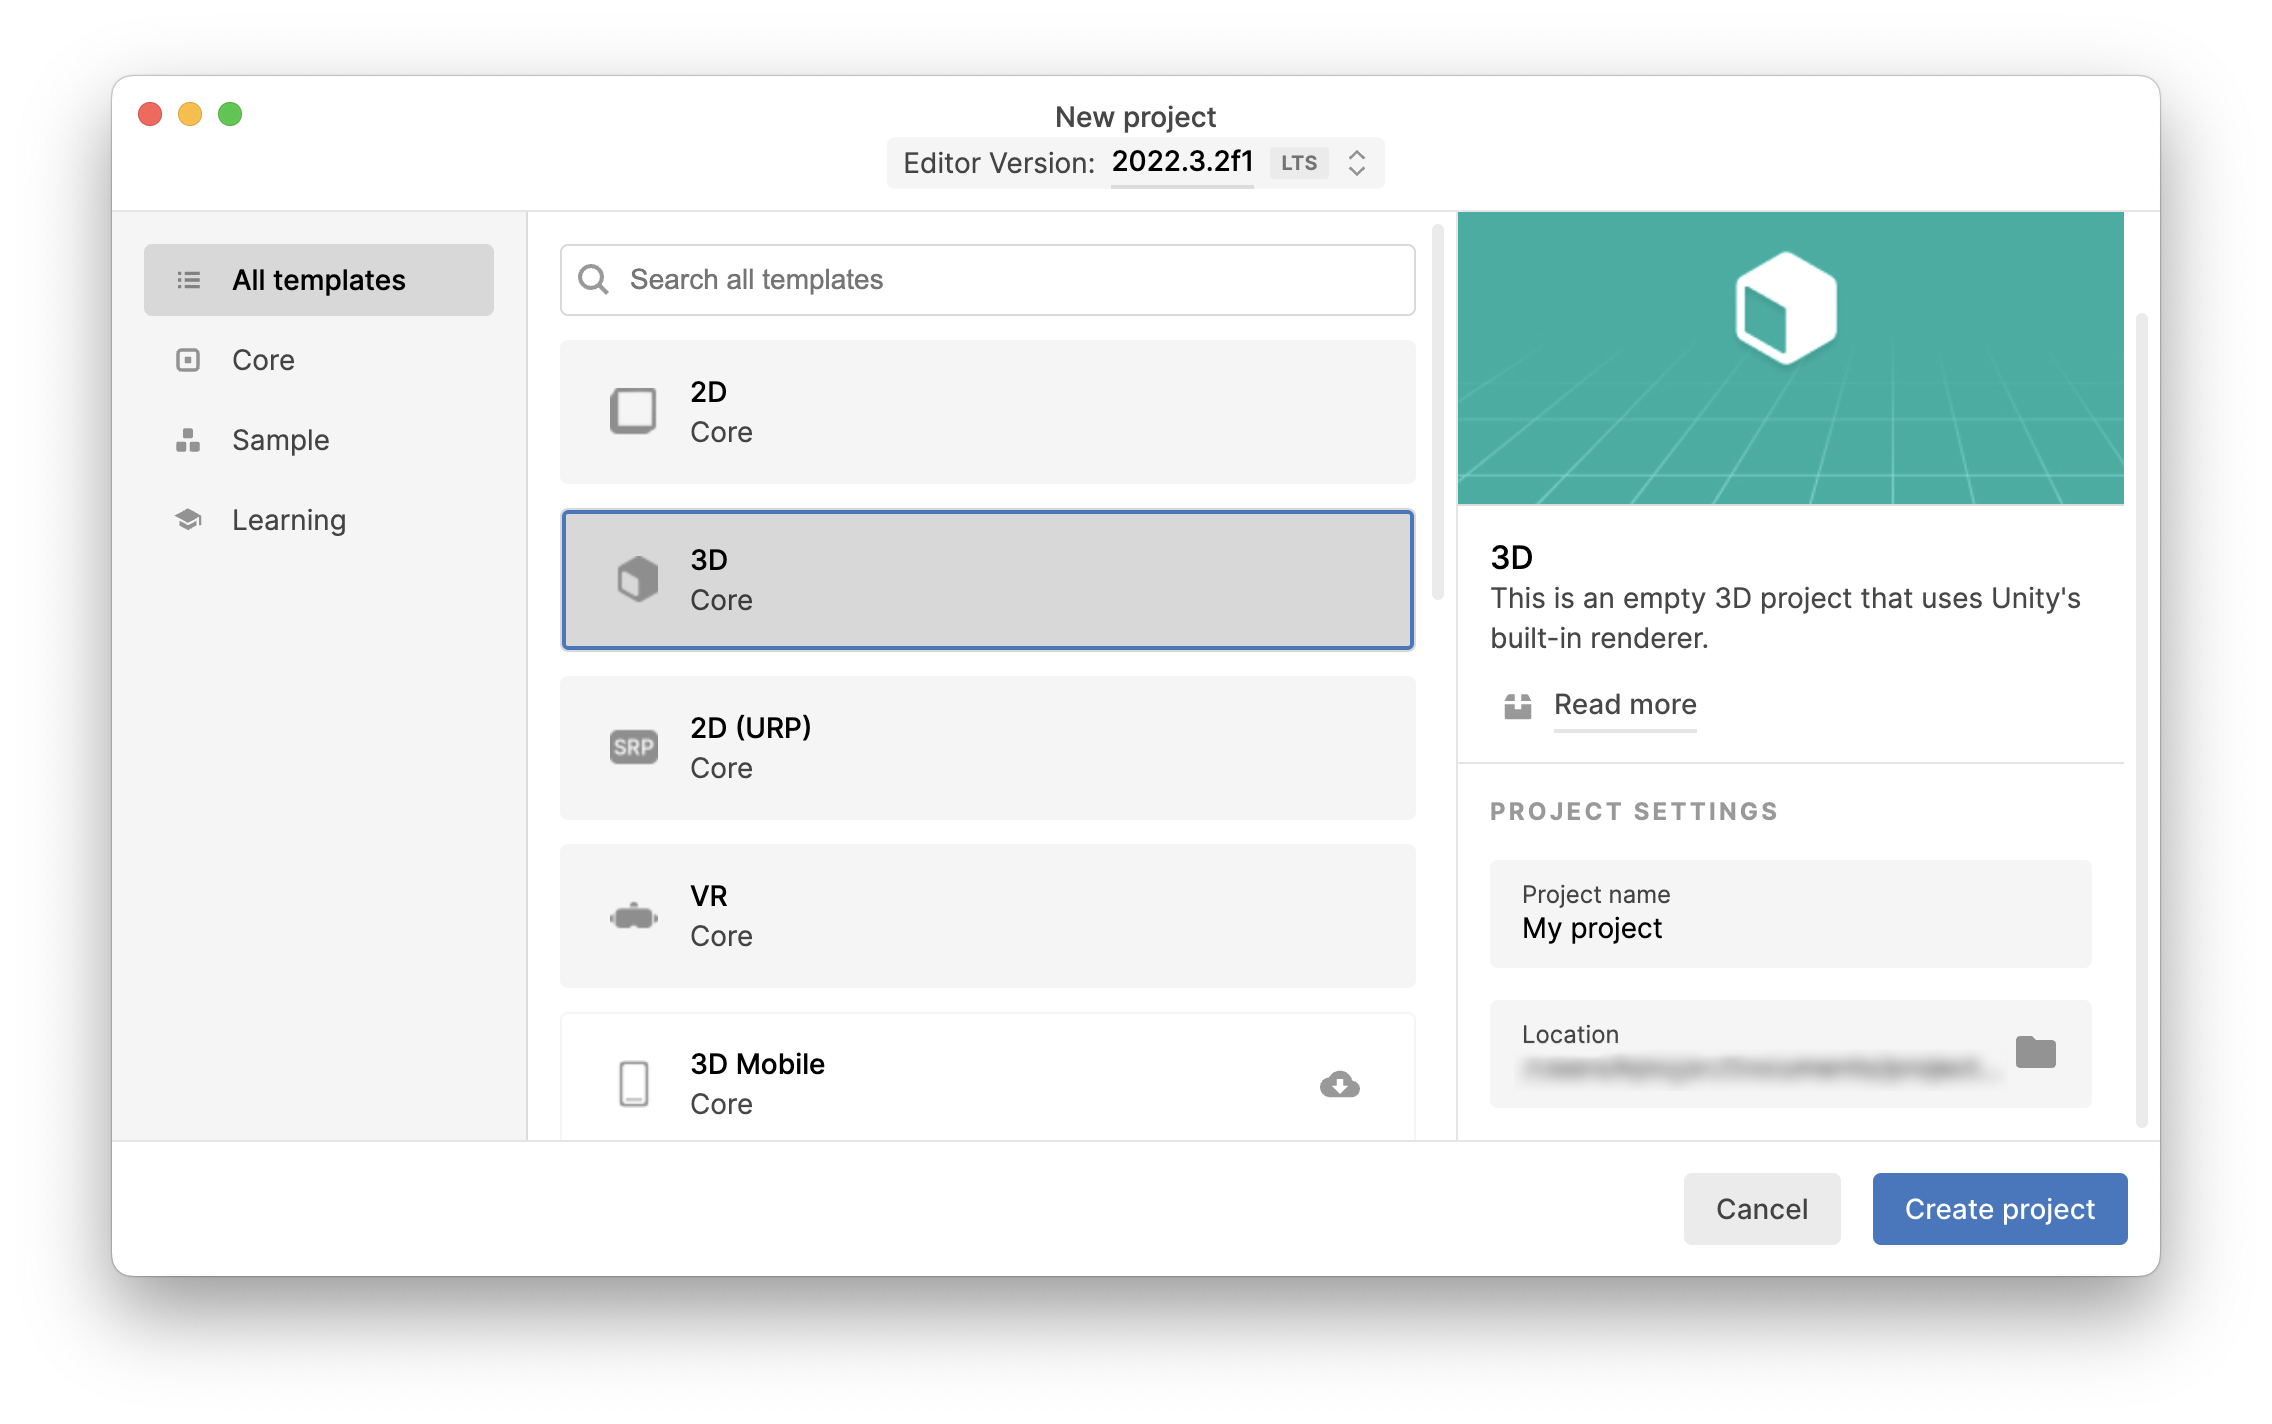 New project
Editor Version: 2022.3.2f1 LTS
All templates
Core
Sample
Learning
Search all templates
2D
Core
3D
Core
SRP
2D (URP)
Core
VR
Core
3D Mobile
Core
3D
This is an empty 3D project that uses Unity's
built-in renderer.
Read more
PROJECT SETTINGS
Project name
My project
Location
Cancel
Create project